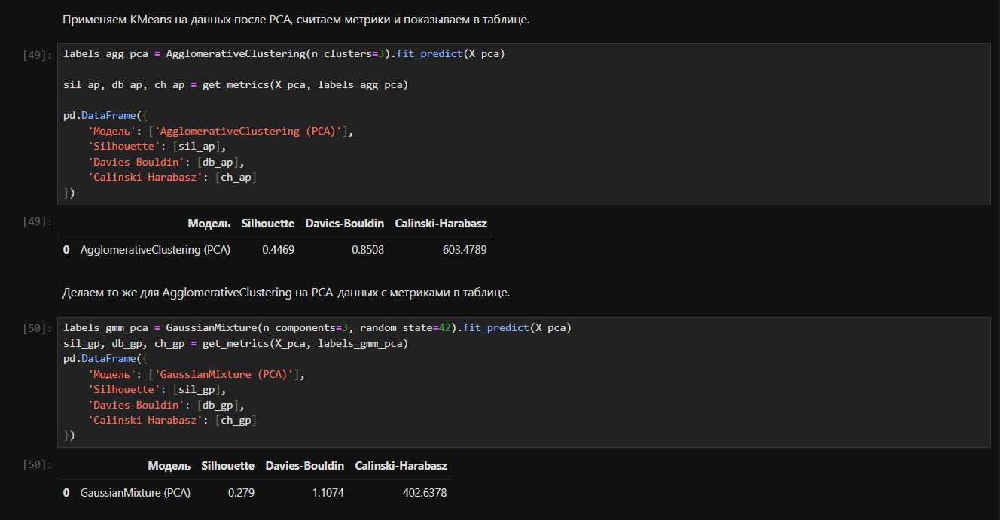 Применяем KMeans на данных после PCA, считаем метрики и показываем в таблице.
[49]: labels_agg_pca = AgglomerativeClustering(n_clusters=3).fit_predict(X_pca)
sil_ap, db_ap, ch_ap = get_metrics(X_pca, labels_agg_pca)
pd.DataFrame({
'Модель': ['AgglomerativeClustering (PCA)'],
'Silhouette': [sil_ap],
'Davies-Bouldin': [db_ap],
'Calinski-Harabasz': [ch_ap]
})
[49]: Модель Silhouette Davies-Bouldin Calinski-Harabasz
0 AgglomerativeClustering (PCA) 0.4469 0.8508 603.4789
Делаем то же для AgglomerativeClustering на PCA-данных с метриками в таблице.
[50]: labels_gmm_pca = GaussianMixture(n_components=3, random_state=42).fit_predict(X_pca)
sil_gp, db_gp, ch_gp = get_metrics(X_pca, labels_gmm_pca)
pd.DataFrame({
'Модель': ['GaussianMixture (PCA)'],
'Silhouette': [sil_gp],
'Davies-Bouldin': [db_gp],
'Calinski-Harabasz': [ch_gp]
})
[50]: Модель Silhouette Davies-Bouldin Calinski-Harabasz
0 GaussianMixture (PCA) 0.279 1.1074 402.6378